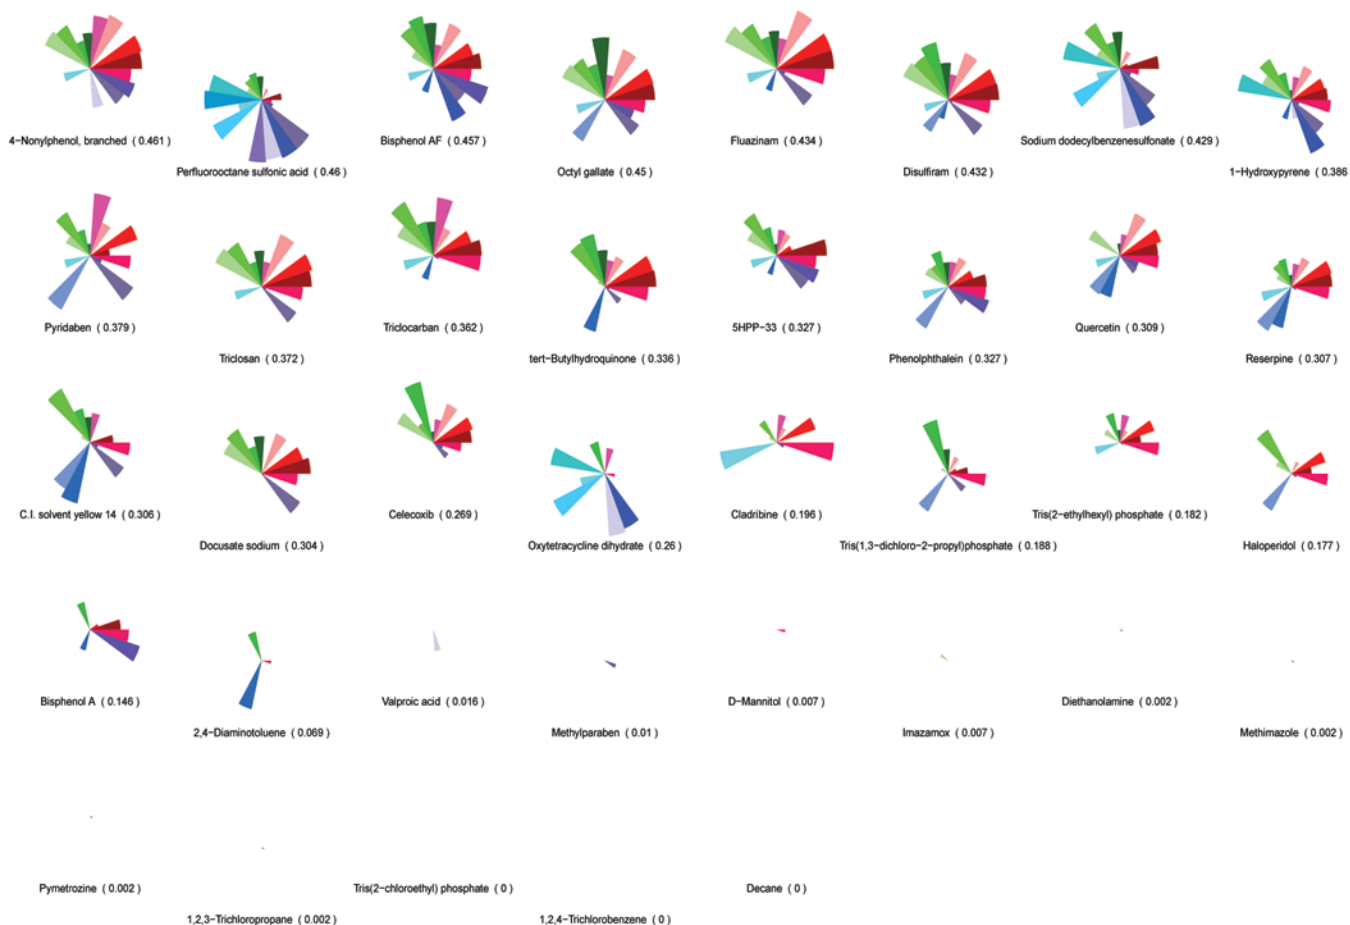 4−Nonylphenol, branched ( 0.461 )
Perfluorooctane sulfonic acid ( 0.46 )
Bisphenol AF ( 0.457 )
Octyl gallate ( 0.45 )
Fluazinam ( 0.434 )
Disulfiram ( 0.432 )
Sodium dodecylbenzenesulfonate ( 0.429 )
1−Hydroxypyrene ( 0.386
Pyridaben ( 0.379 )
Triclosan ( 0.372 )
Triclocarban ( 0.362 )
tert−Butylhydroquinone ( 0.336 )
5HPP−33 ( 0.327 )
Phenolphthalein ( 0.327 )
Quercetin ( 0.309 )
Reserpine ( 0.307 )
C.I. solvent yellow 14 ( 0.306 )
Docusate sodium ( 0.304 )
Celecoxib ( 0.269 )
Oxytetracycline dihydrate ( 0.26 )
Cladribine ( 0.196 )
Tris(1,3−dichloro−2−propyl)phosphate ( 0.188 )
Tris(2−ethylhexyl) phosphate ( 0.182 )
Haloperidol ( 0.177 )
Bisphenol A ( 0.146 )
2,4−Diaminotoluene ( 0.069 )
Valproic acid ( 0.016 )
Methylparaben ( 0.01 )
D−Mannitol ( 0.007 )
Imazamox ( 0.007 )
Diethanolamine ( 0.002 )
Methimazole ( 0.002 )
Pymetrozine ( 0.002 )
1,2,3−Trichloropropane ( 0.002 )
Tris(2−chloroethyl) phosphate ( 0 )
1,2,4−Trichlorobenzene ( 0 )
Decane ( 0 )